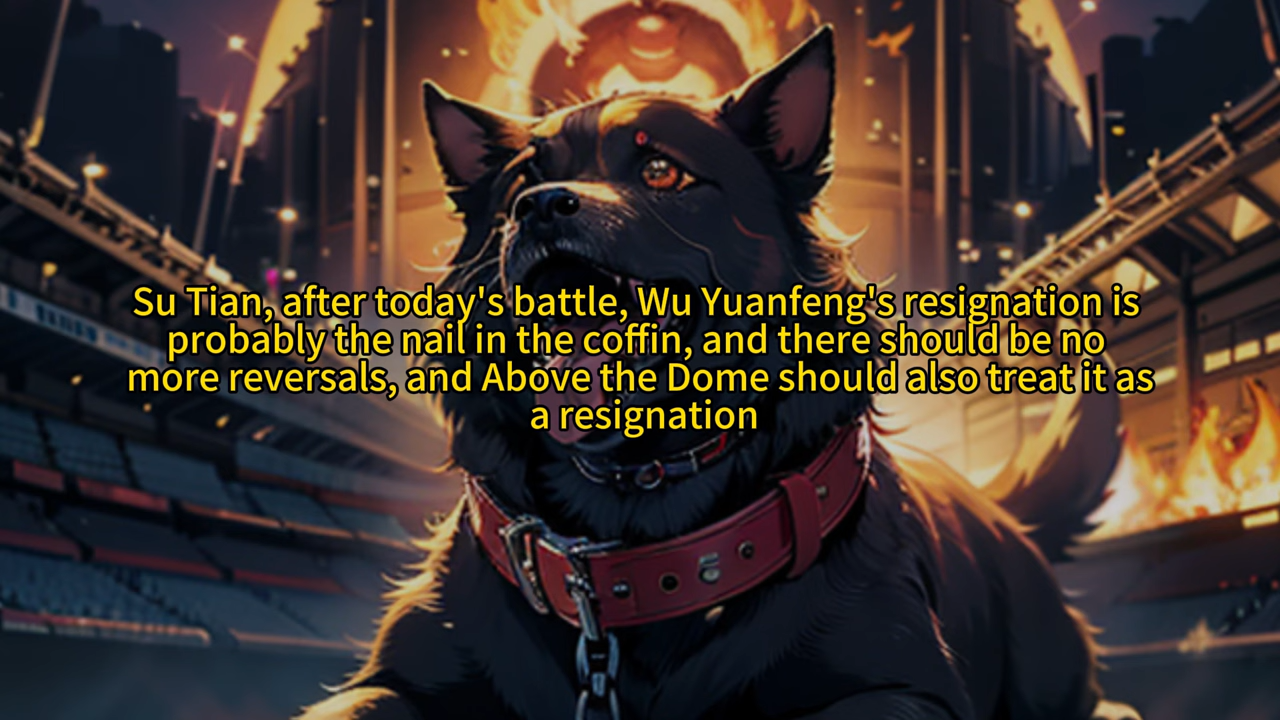 Su Tian, after today's battle, Wu Yuanfeng's resignation is
probably the nail in the coffin, and there should be no
more reversals, and Above the Dome should also treat it as
a resignation